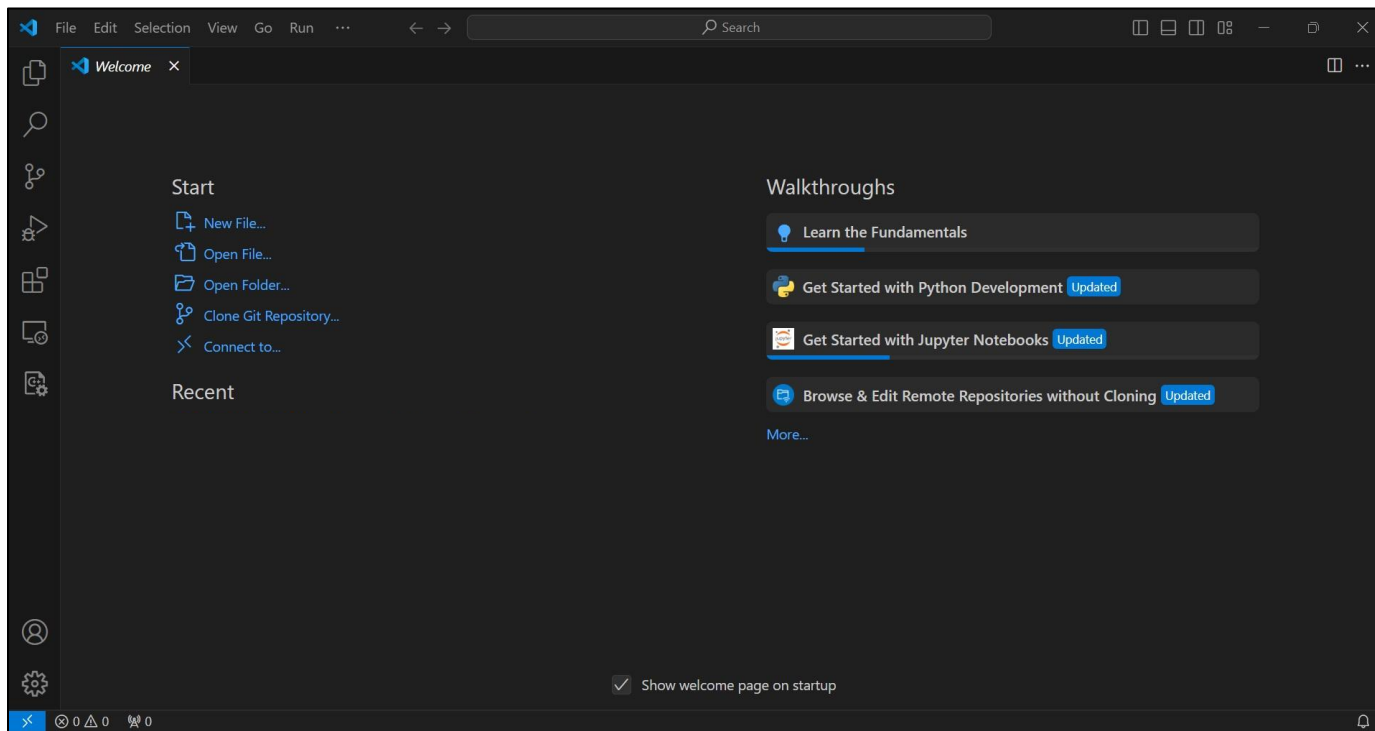 File Edit Selection View Go Run ... Search
Welcome
Start
New File...
Open File...
Open Folder...
Clone Git Repository...
Connect to...
Recent
Walkthroughs
Learn the Fundamentals
Get Started with Python Development Updated
Get Started with Jupyter Notebooks Updated
Browse & Edit Remote Repositories without Cloning Updated
More...
Show welcome page on startup
0 0 0